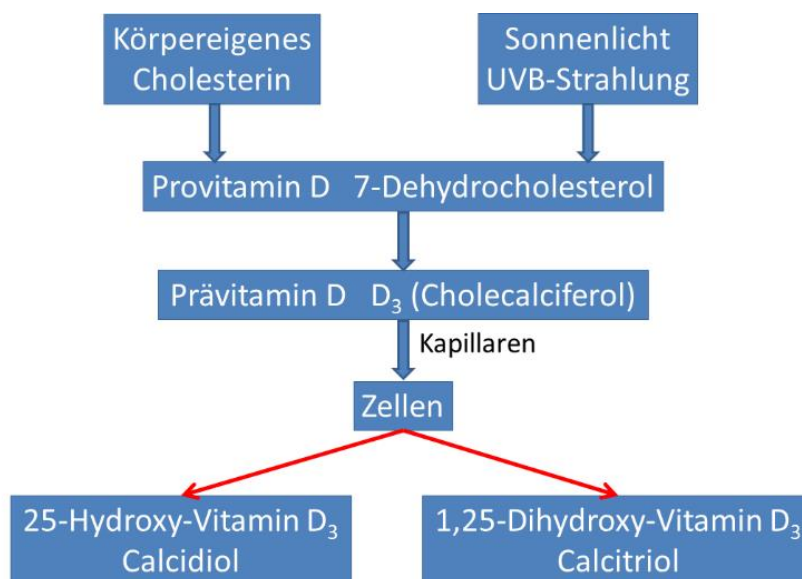 Körpereigenes
Cholesterin
Sonnenlicht
UVB-Strahlung
Provitamin D 7-Dehydrocholesterol
Prävitamin D D₃ (Cholecalciferol)
Kapillaren
Zellen
25-Hydroxy-Vitamin D₃
Calcidiol
1,25-Dihydroxy-Vitamin D₃
Calcitriol